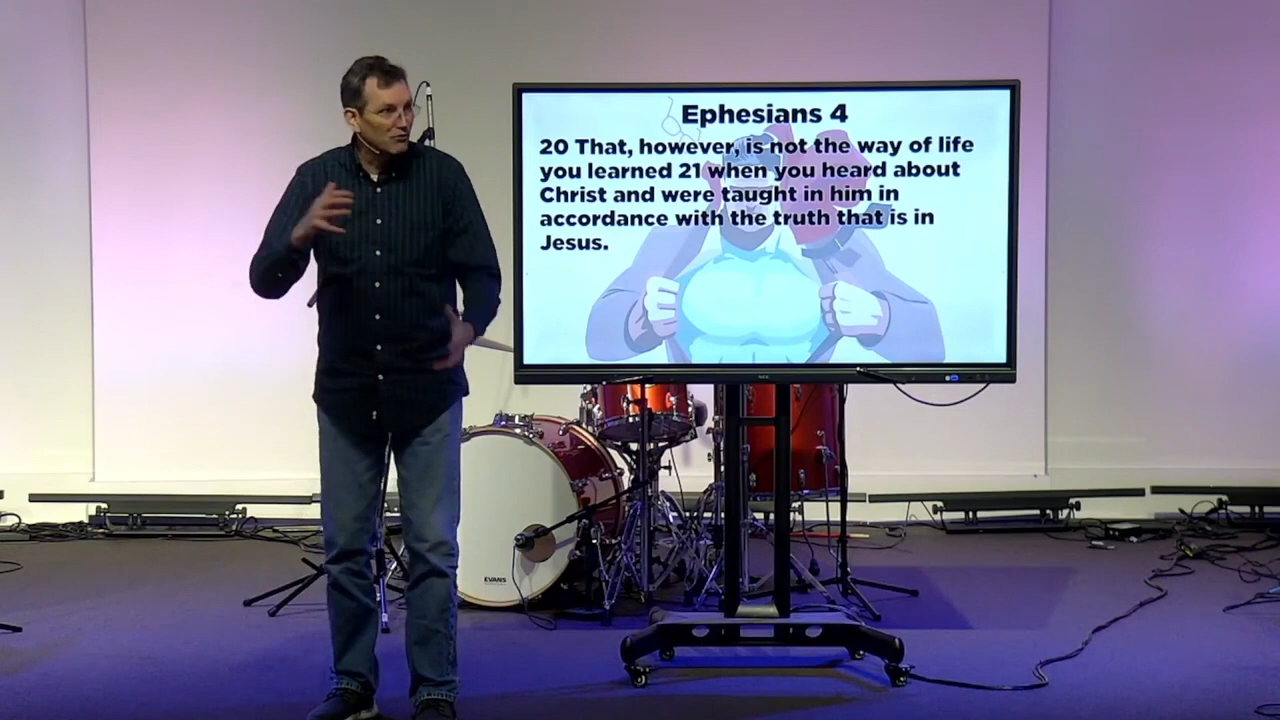 Ephesians 4
20 That, however, is not the way of life
you learned 21 when you heard about
Christ and were taught in him in
accordance with the truth that is in
Jesus.
NEC
EVANS